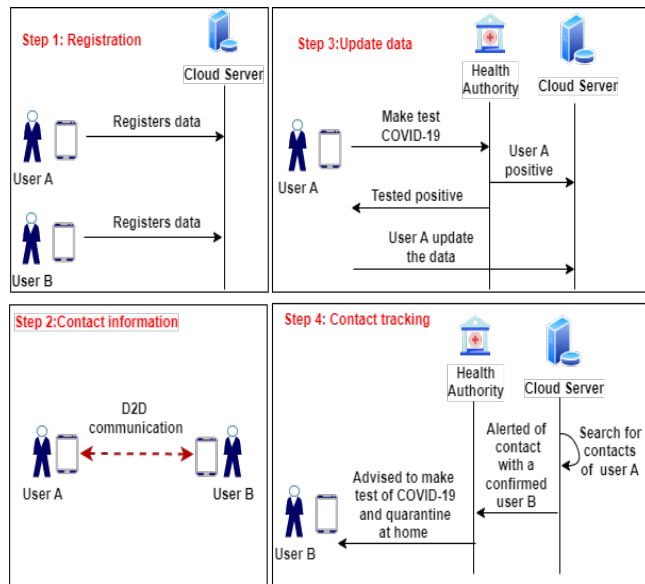 Step 1: Registration
Cloud Server
Registers data
User A
Registers data
User B
Step 3:Update data
Health
Authority
Cloud Server
Make test
COVID-19
User A
User A
positive
Tested positive
User A update
the data
Step 2:Contact information
D2D
communication
User A
User B
Step 4: Contact tracking
Health
Authority
Cloud Server
Alerted of
contact
with a
confirmed
user B
Search for
contacts
of user A
Advised to make
test of COVID-19
and quarantine
at home
User B